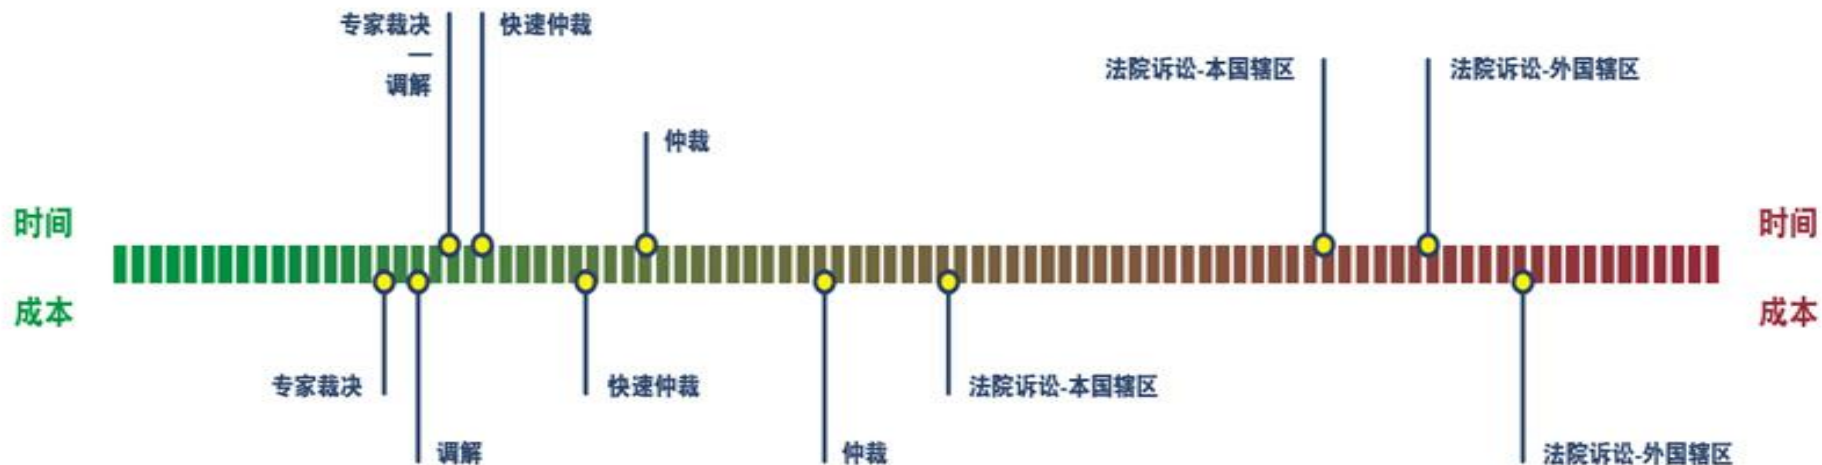 专家裁决
—
调解
快速仲裁
法院诉讼-本国辖区
法院诉讼-外国辖区
仲裁
时间
时间
成本
成本
专家裁决
快速仲裁
法院诉讼-本国辖区
调解
仲裁
法院诉讼-外国辖区